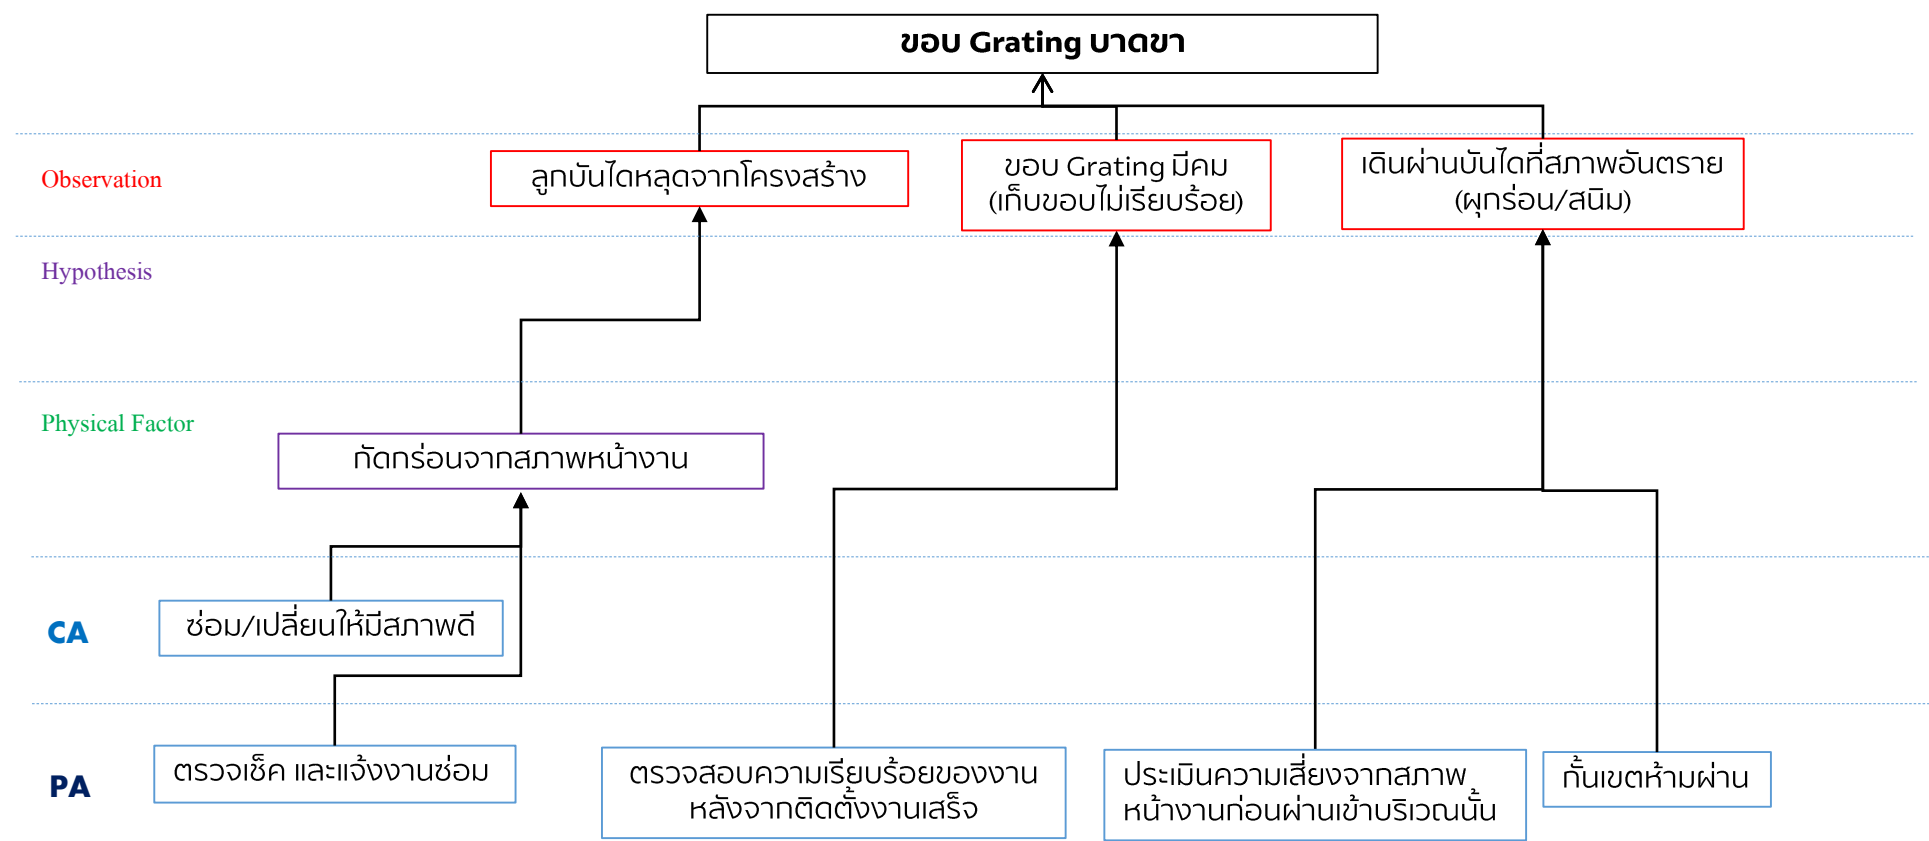 ขอบ Grating บาดขา
Observation
ลูกบันไดหลุดจากโครงสร้าง
ขอบ Grating มีคม
(เก็บขอบไม่เรียบร้อย)
เดินผ่านบันไดที่สภาพอันตราย
(ผุกร่อน/สนิม)
Hypothesis
Physical Factor
กัดกร่อนจากสภาพหน้างาน
CA
ซ่อม/เปลี่ยนให้มีสภาพดี
PA
ตรวจเช็ค และแจ้งงานซ่อม
ตรวจสอบความเรียบร้อยของงาน
หลังจากติดตั้งงานเสร็จ
ประเมินความเสี่ยงจากสภาพ
หน้างานก่อนผ่านเข้าบริเวณนั้น
กั้นเขตห้ามผ่าน